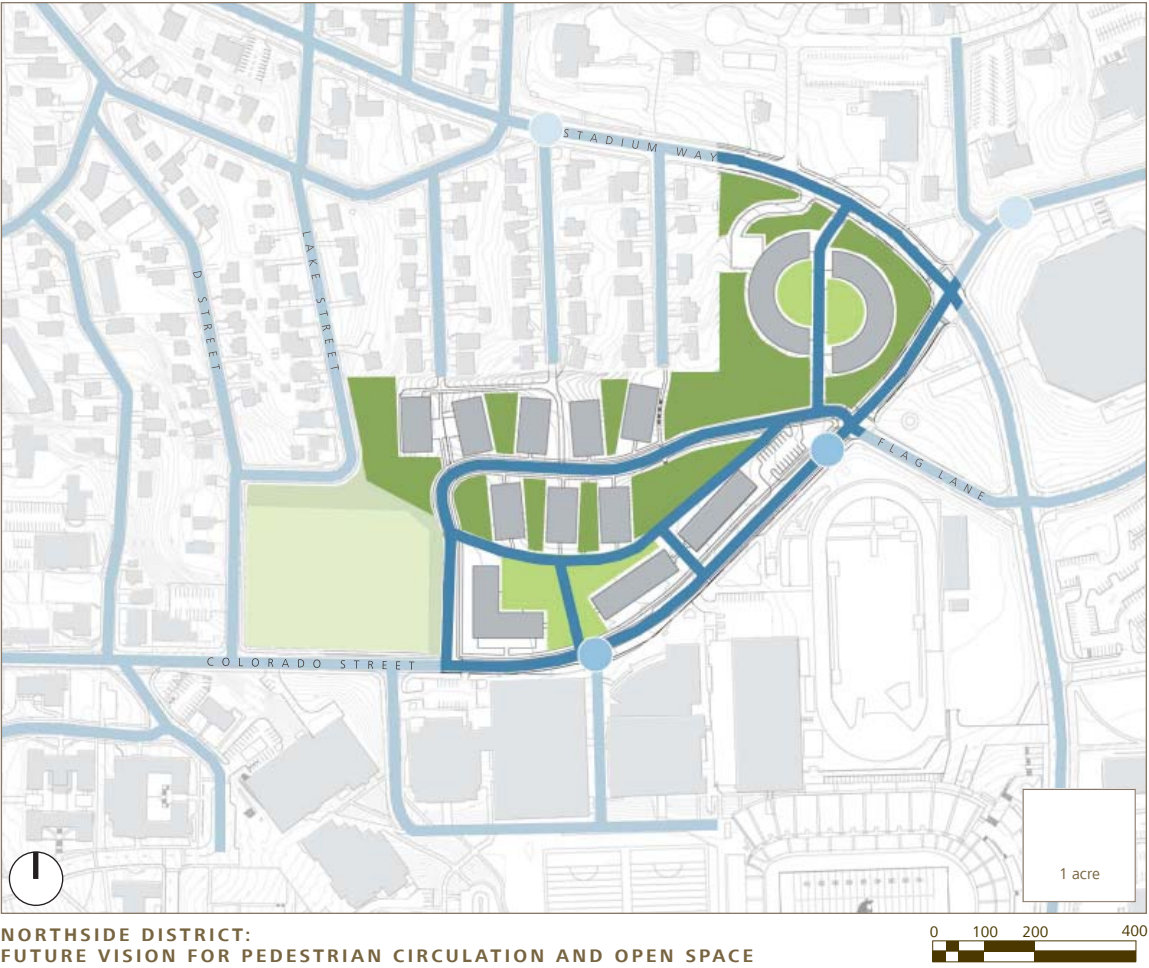 STADIUM WAY
LAKE STREET
D STREET
FLAG LANE
COLORADO STREET
1 acre
NORTHSIDE DISTRICT:
FUTURE VISION FOR PEDESTRIAN CIRCULATION AND OPEN SPACE
0 100 200 400